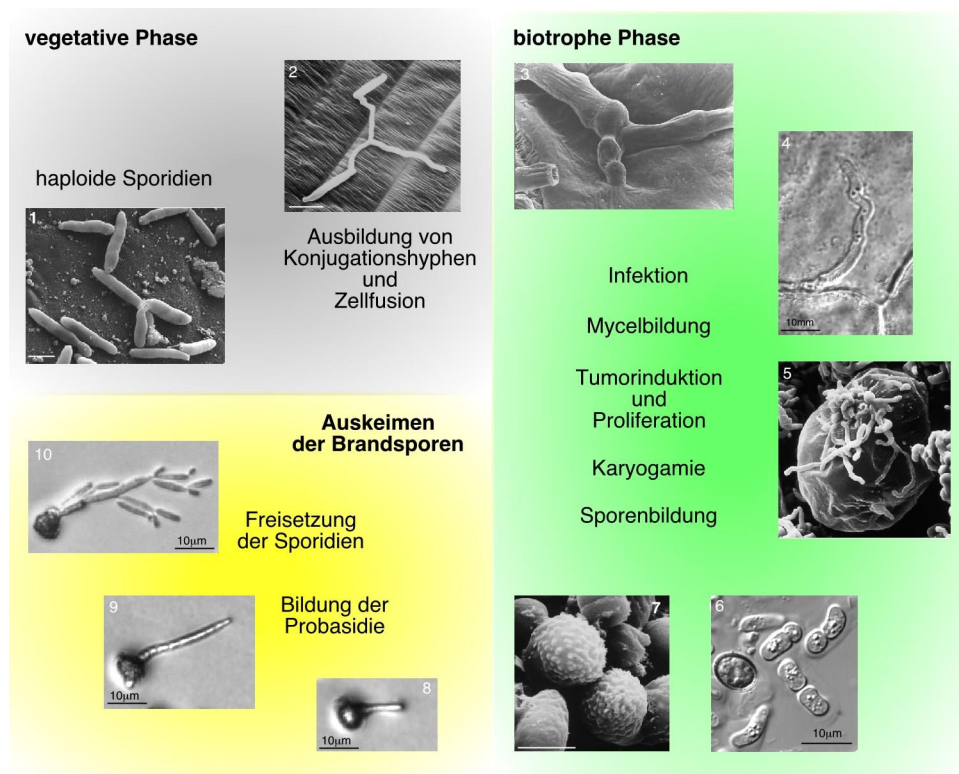 vegetative Phase
2
haploide Sporidien
1
Ausbildung von
Konjugationshyphen
und
Zellfusion
biotrophe Phase
3
4
10mm
Infektion
Mycelbildung
Tumorinduktion
und
Proliferation
5
Karyogamie
Sporenbildung
7
6
10µm
Auskeimen
der Brandsporen
10
10µm
Freisetzung
der Sporidien
9
10µm
Bildung der
Probasidie
8
10µm